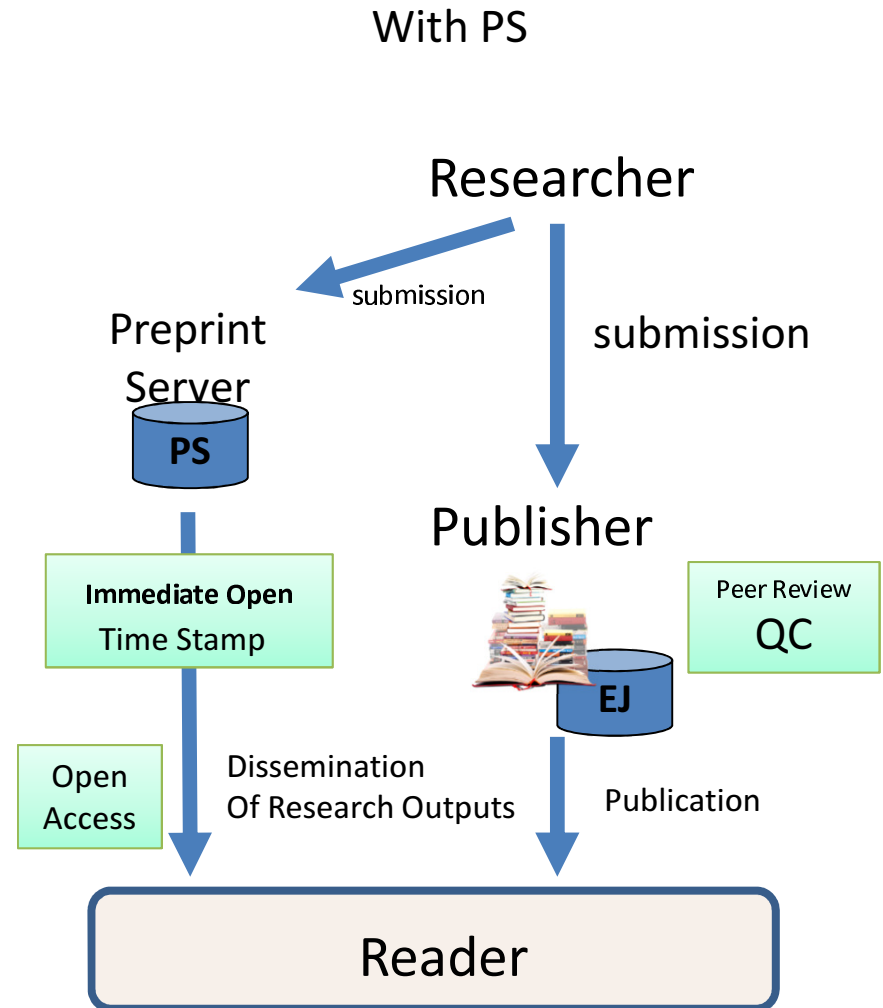 With PS
Researcher
submission
Preprint
Server
submission
PS
Publisher
Immediate Open
Time Stamp
Peer Review
QC
EJ
Open
Access
Dissemination
Of Research Outputs
Publication
Reader